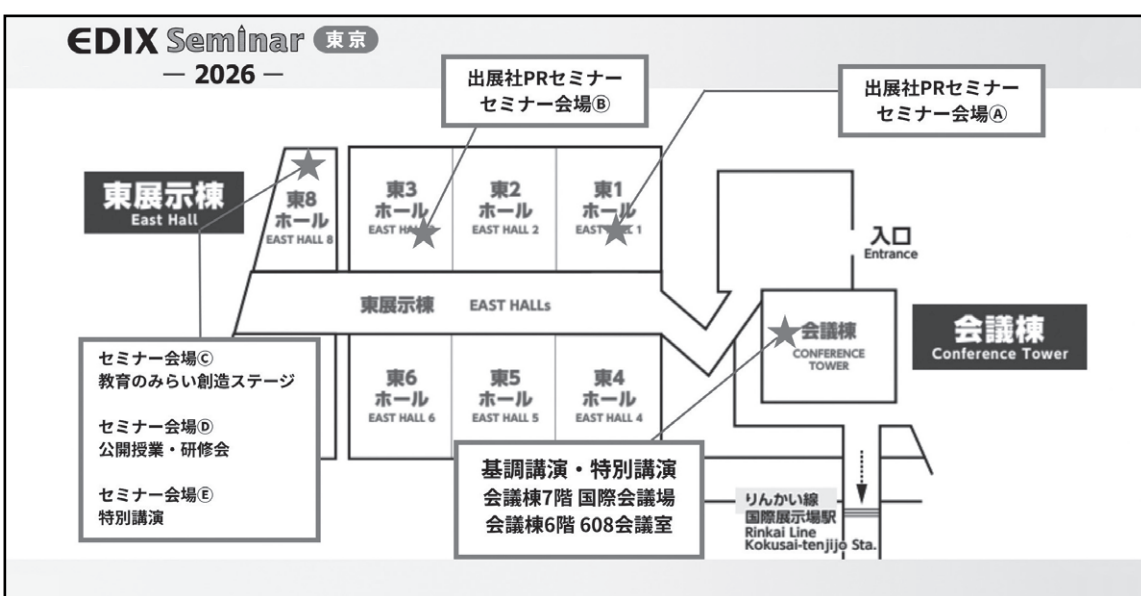 EDIX Seminar 東京
— 2026 —
出展社PRセミナー
セミナー会場Ⓑ
出展社PRセミナー
セミナー会場Ⓐ
東展示棟
East Hall
東8
ホール
EAST HALL 8
東3
ホール
EAST
東2
ホール
EAST HALL 2
東1
ホール
EAST 1
入口
Entrance
東展示棟 EAST HALLs
会議棟
CONFERENCE
TOWER
会議棟
Conference Tower
セミナー会場Ⓒ
教育のみらい創造ステージ
セミナー会場Ⓓ
公開授業・研修会
セミナー会場Ⓔ
特別講演
東6
ホール
EAST HALL 6
東5
ホール
EAST HALL 5
東4
ホール
EAST HALL 4
基調講演・特別講演
会議棟7階 国際会議場
会議棟6階 608会議室
りんかい線
国際展示場駅
Rinkai Line
Kokusai-tenjijo Sta.